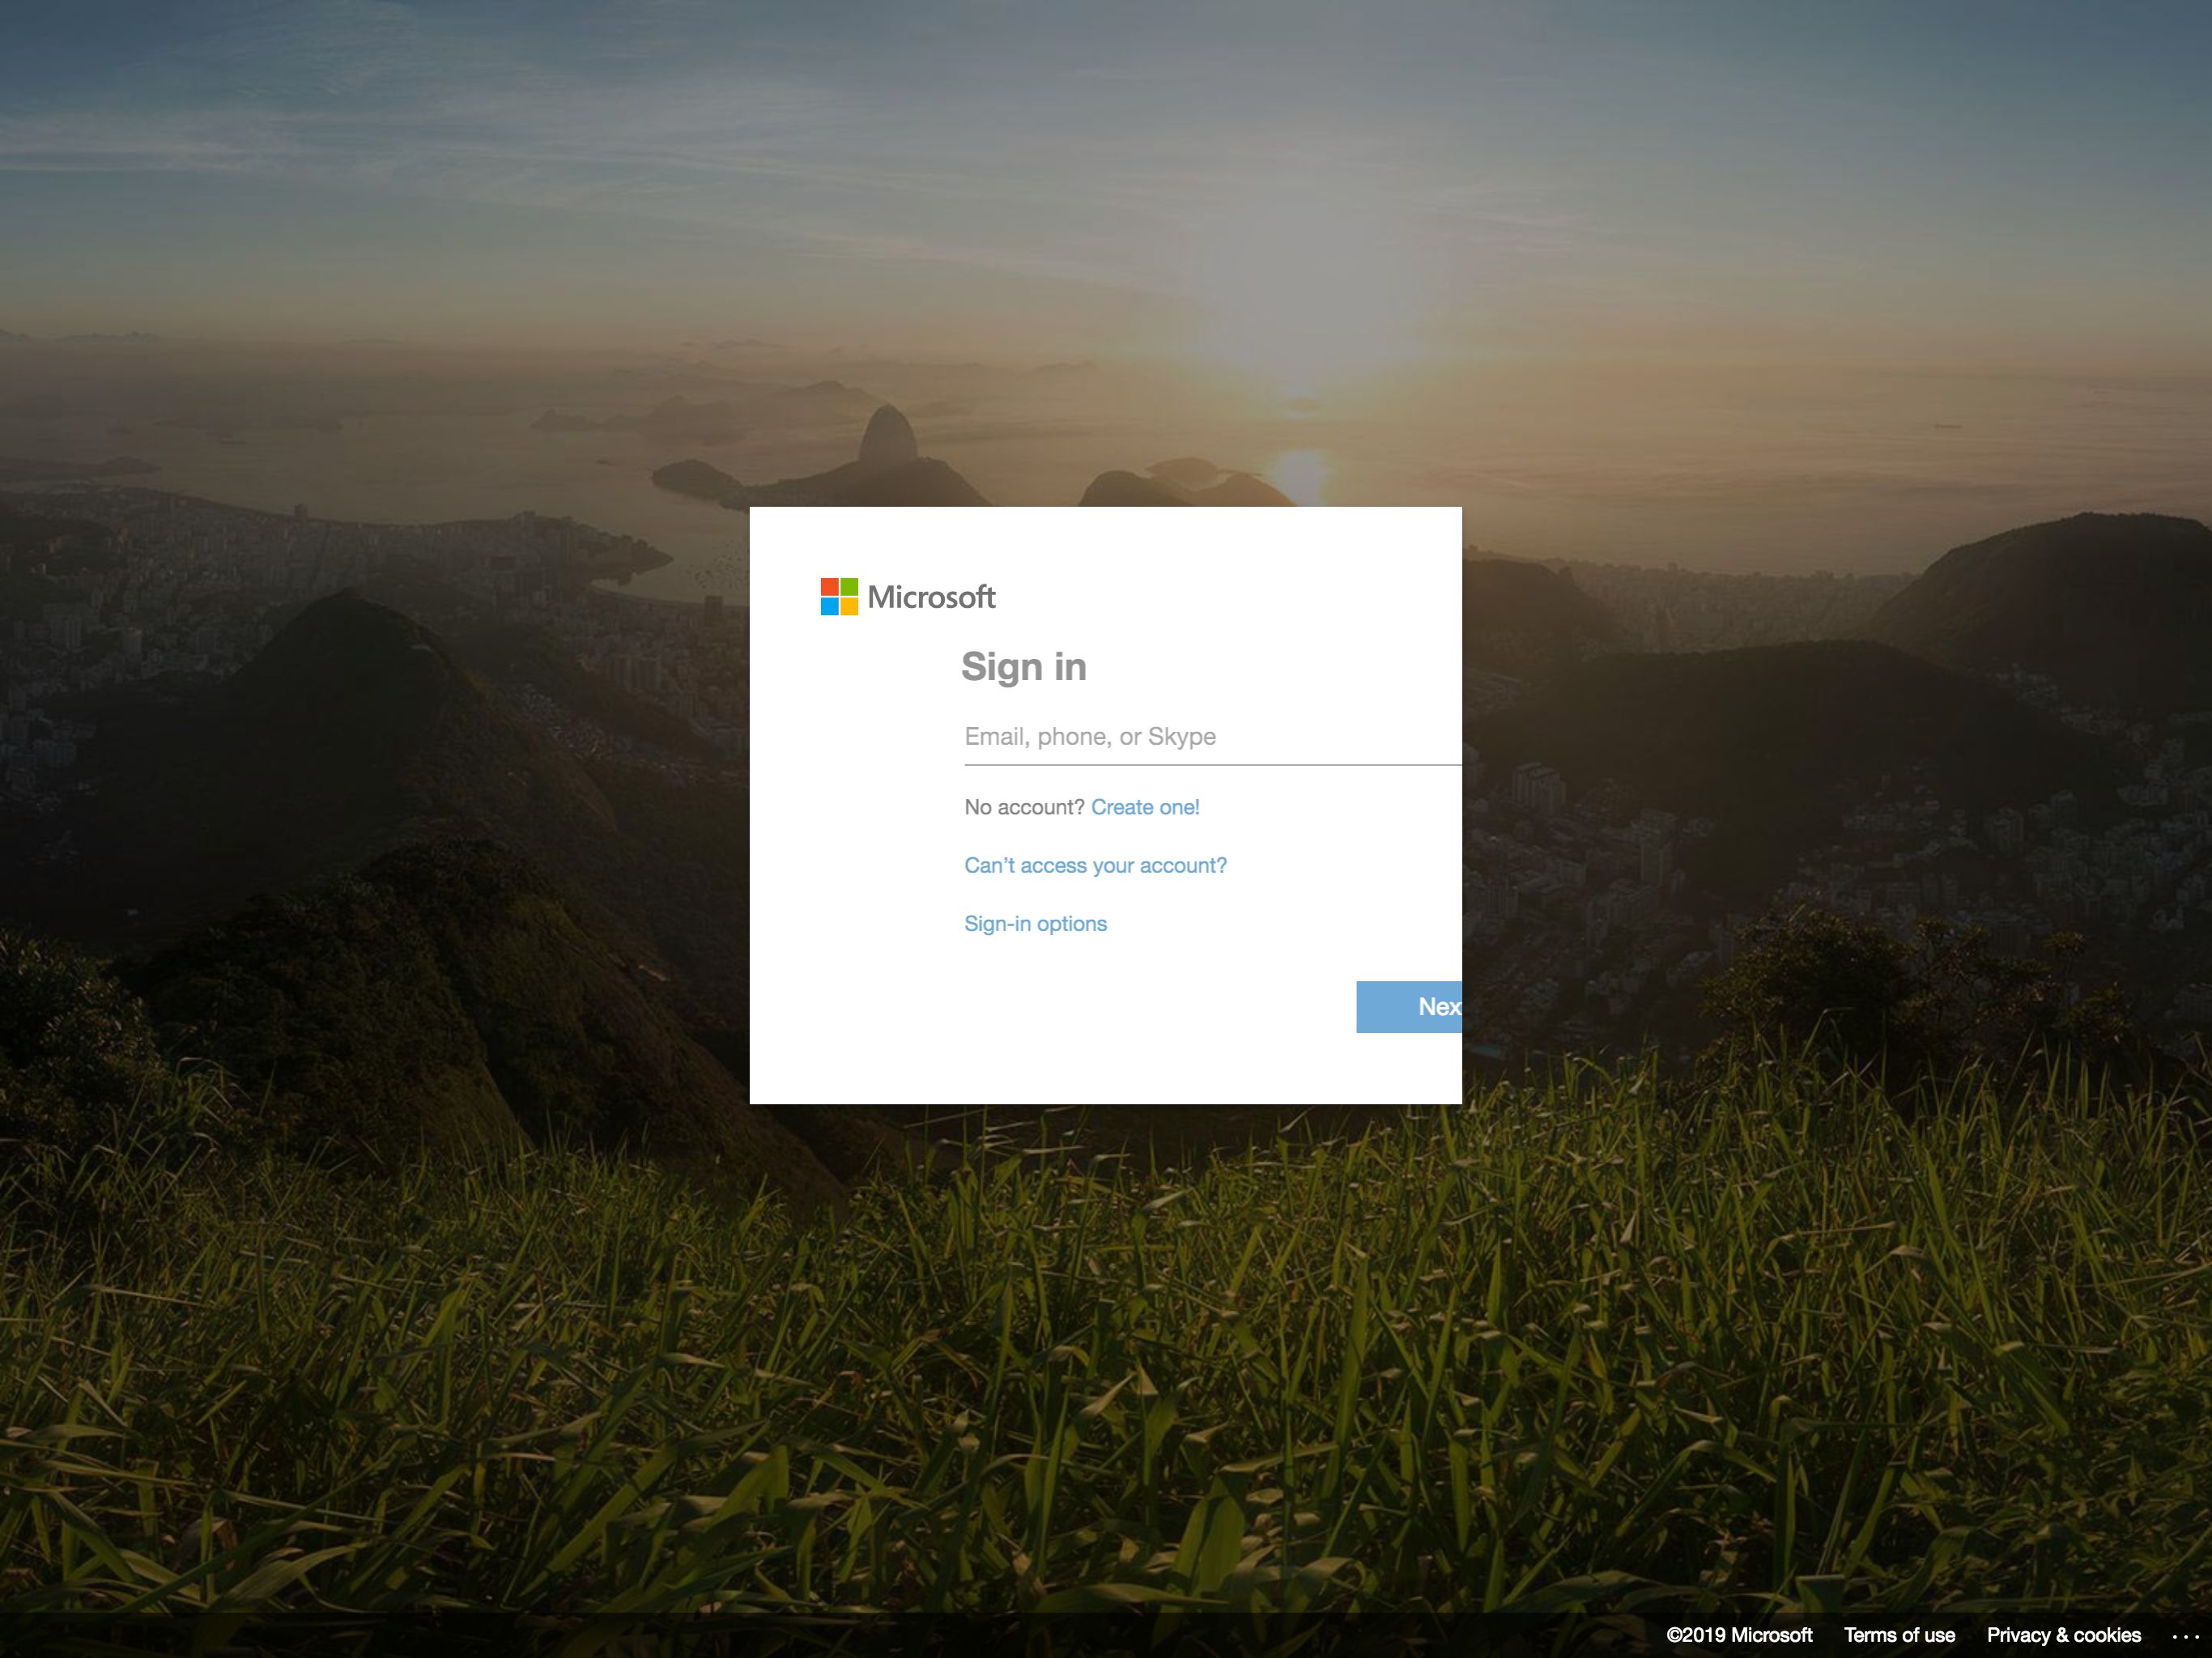 Microsoft
Sign in
Email, phone, or Skype
No account? Create one!
Can't access your account?
Sign-in options
Nex
©2019 Microsoft Terms of use Privacy & cookies ...